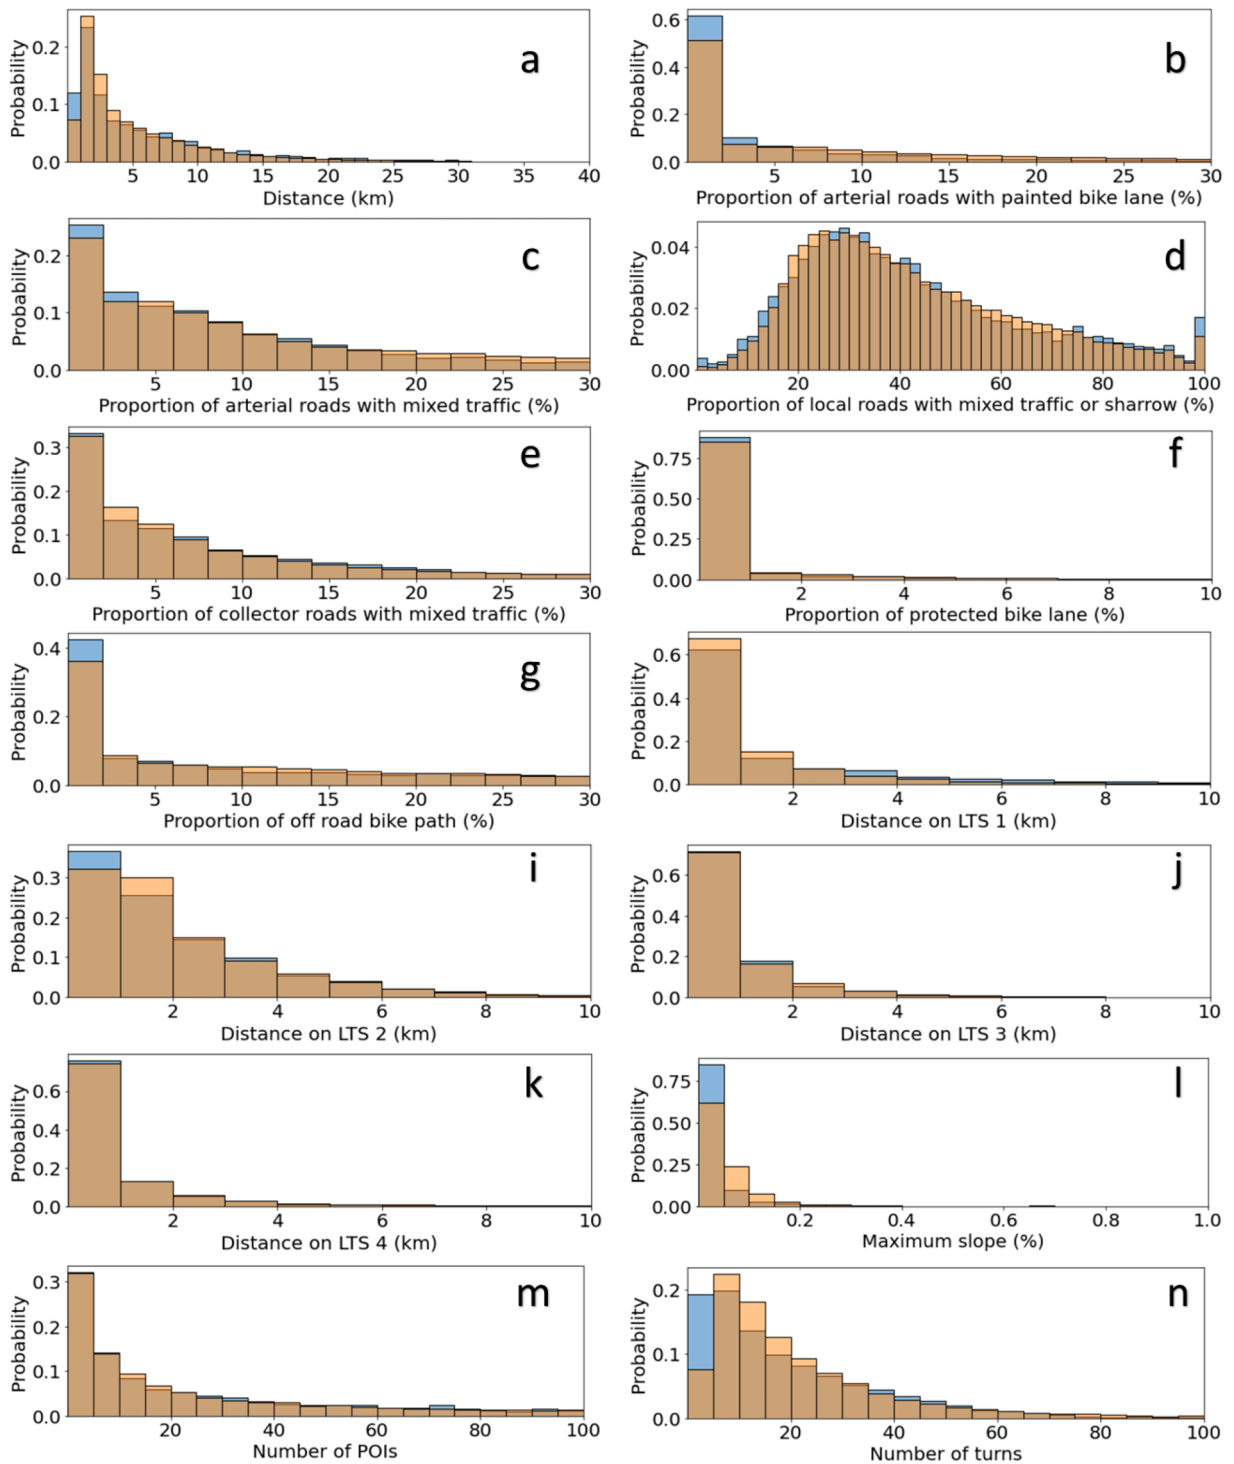 Probability
0.2
0.1
0.0
a
5 10 15 20 25 30 35 40
Distance (km)
Probability
0.6
0.4
0.2
0.0
b
5 10 15 20 25 30
Proportion of arterial roads with painted bike lane (%)
Probability
0.2
0.1
0.0
c
5 10 15 20 25 30
Proportion of arterial roads with mixed traffic (%)
Probability
0.04
0.02
0.00
d
20 40 60 80 100
Proportion of local roads with mixed traffic or sharrow (%)
Probability
0.3
0.2
0.1
0.0
e
5 10 15 20 25 30
Proportion of collector roads with mixed traffic (%)
Probability
0.75
0.50
0.25
0.00
f
2 4 6 8 10
Proportion of protected bike lane (%)
Probability
0.4
0.2
0.0
g
5 10 15 20 25 30
Proportion of off road bike path (%)
Probability
0.6
0.4
0.2
0.0
2 4 6 8 10
Distance on LTS 1 (km)
Probability
0.3
0.2
0.1
0.0
i
2 4 6 8 10
Distance on LTS 2 (km)
Probability
0.6
0.4
0.2
0.0
j
2 4 6 8 10
Distance on LTS 3 (km)
Probability
0.6
0.4
0.2
0.0
k
2 4 6 8 10
Distance on LTS 4 (km)
Probability
0.75
0.50
0.25
0.00
l
0.2 0.4 0.6 0.8 1.0
Maximum slope (%)
Probability
0.3
0.2
0.1
0.0
m
20 40 60 80 100
Number of POIs
Probability
0.2
0.1
0.0
n
20 40 60 80 100
Number of turns